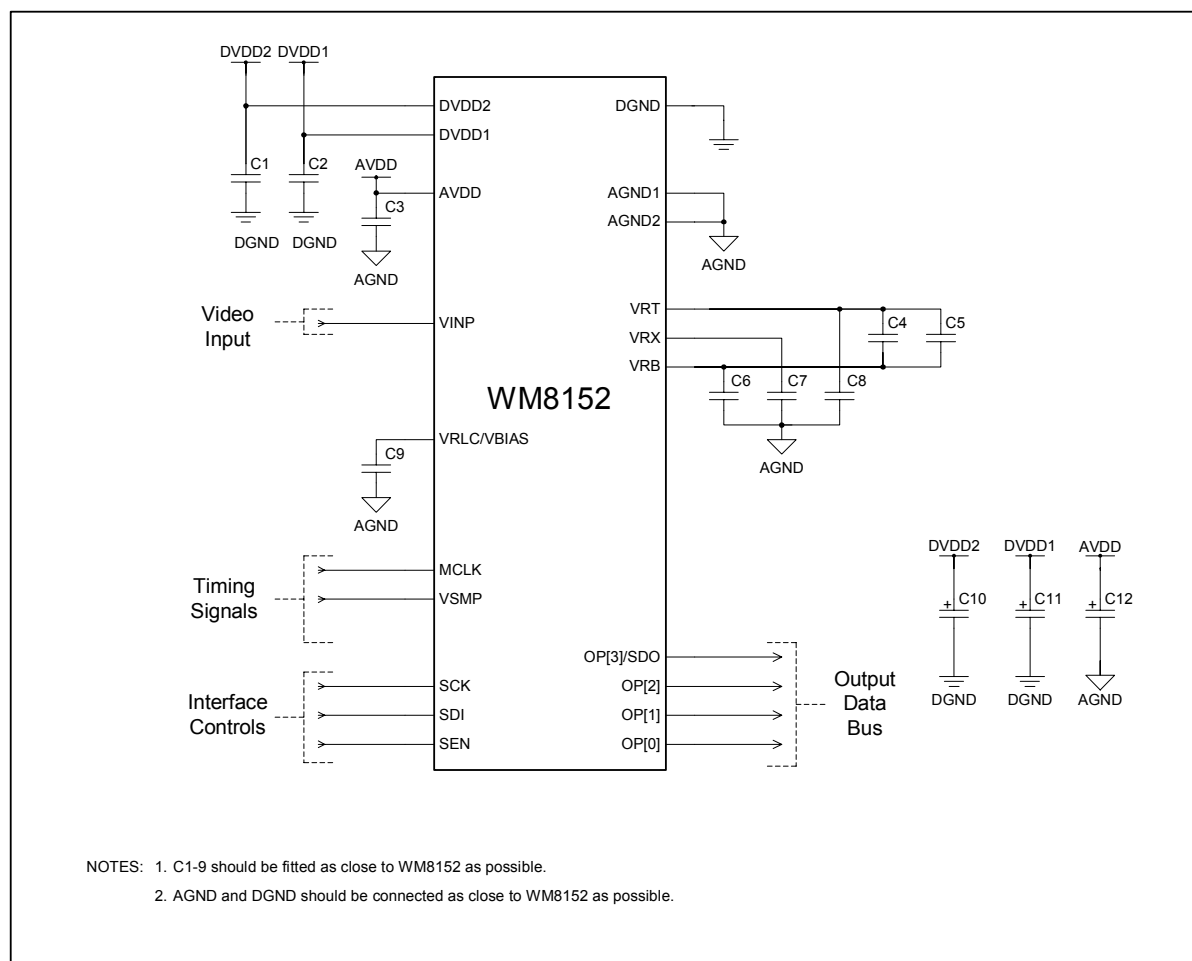 DVDD2 DVDD1
DVDD2
DGND
DVDD1
C1
C2
AVDD
AVDD
AGND1
C3
AGND2
DGND
DGND
AGND
AGND
Video
Input
VINP
VRT
C4
C5
VRX
VRB
C6
C7
C8
WM8152
VRLC/VBIAS
C9
AGND
AGND
DVDD2
DVDD1
AVDD
Timing
Signals
MCLK
VSMP
+
C10
+
C11
+
C12
OP[3]/SDO
Interface
Controls
SCK
SDI
SEN
OP[2]
OP[1]
OP[0]
Output
Data
Bus
DGND
DGND
AGND
NOTES: 1. C1-9 should be fitted as close to WM8152 as possible.
2. AGND and DGND should be connected as close to WM8152 as possible.